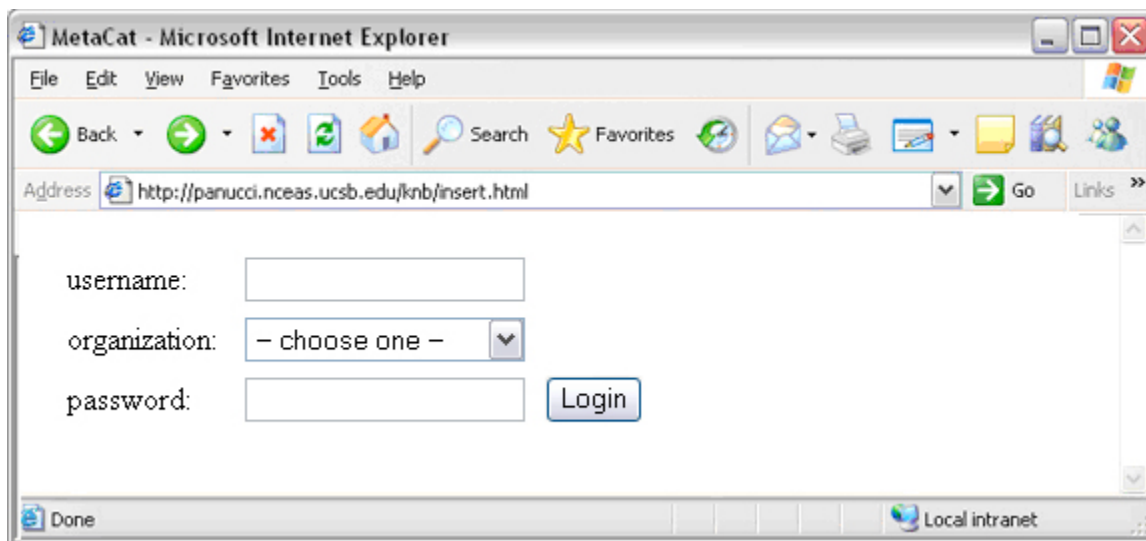 MetaCat - Microsoft Internet Explorer
File Edit View Favorites Tools Help
Back Search Favorites
Address http://panucci.nceas.ucsb.edu/knb/insert.html Go Links »
username:
organization: – choose one –
password: Login
Done Local intranet